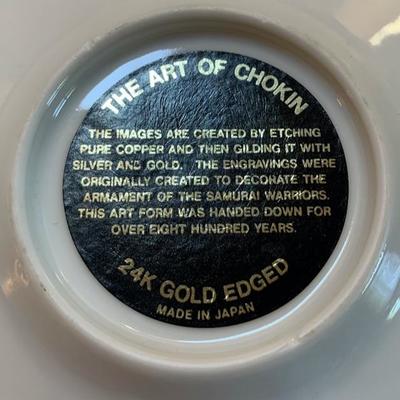 THE ART OF CHOKIN
THE IMAGES ARE CREATED BY ETCHING
PURE COPPER AND THEN GILDING IT WITH
SILVER AND GOLD. THE ENGRAVINGS WERE
ORIGINALLY CREATED TO DECORATE THE
ARMAMENT OF THE SAMURAI WARRIORS.
THIS ART FORM WAS HANDED DOWN FOR
OVER EIGHT HUNDRED YEARS.
24K GOLD EDGED
MADE IN JAPAN